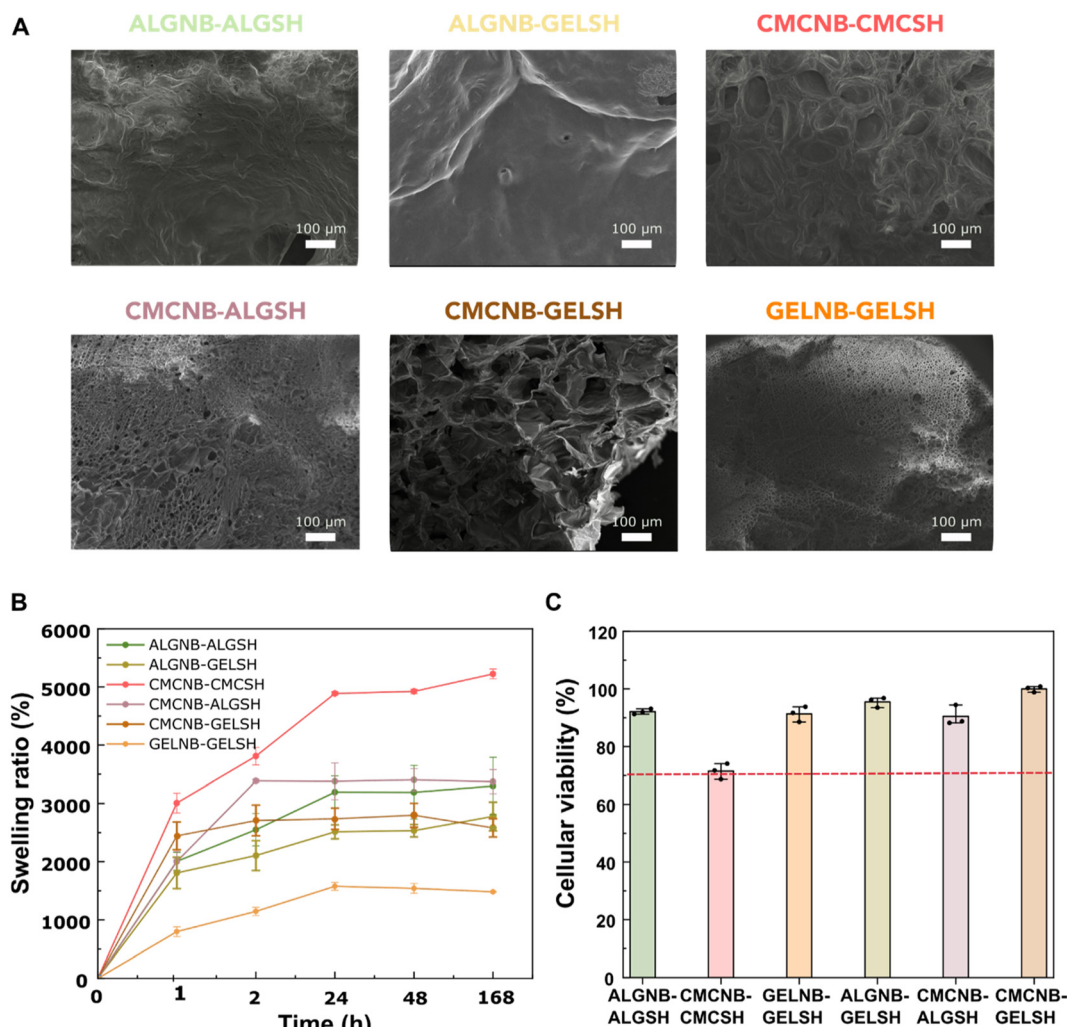 A
ALGNB-ALGSH
ALGNB-GELSH
CMCNB-CMCSH
100 µm
100 µm
100 µm
CMCNB-ALGSH
CMCNB-GELSH
GELNB-GELSH
100 µm
100 µm
100 µm
B
Swelling ratio (%)
6000
5000
4000
3000
2000
1000
0
ALGNB-ALGSH
ALGNB-GELSH
CMCNB-CMCSH
CMCNB-ALGSH
CMCNB-GELSH
GELNB-GELSH
0
1
2
24
48
168
Time (h)
C
Cellular viability (%)
120
100
80
60
40
20
0
ALGNB-
ALGSH
CMCNB-
CMCSH
GELNB-
GELSH
ALGNB-
GELSH
CMCNB-
ALGSH
CMCNB-
GELSH